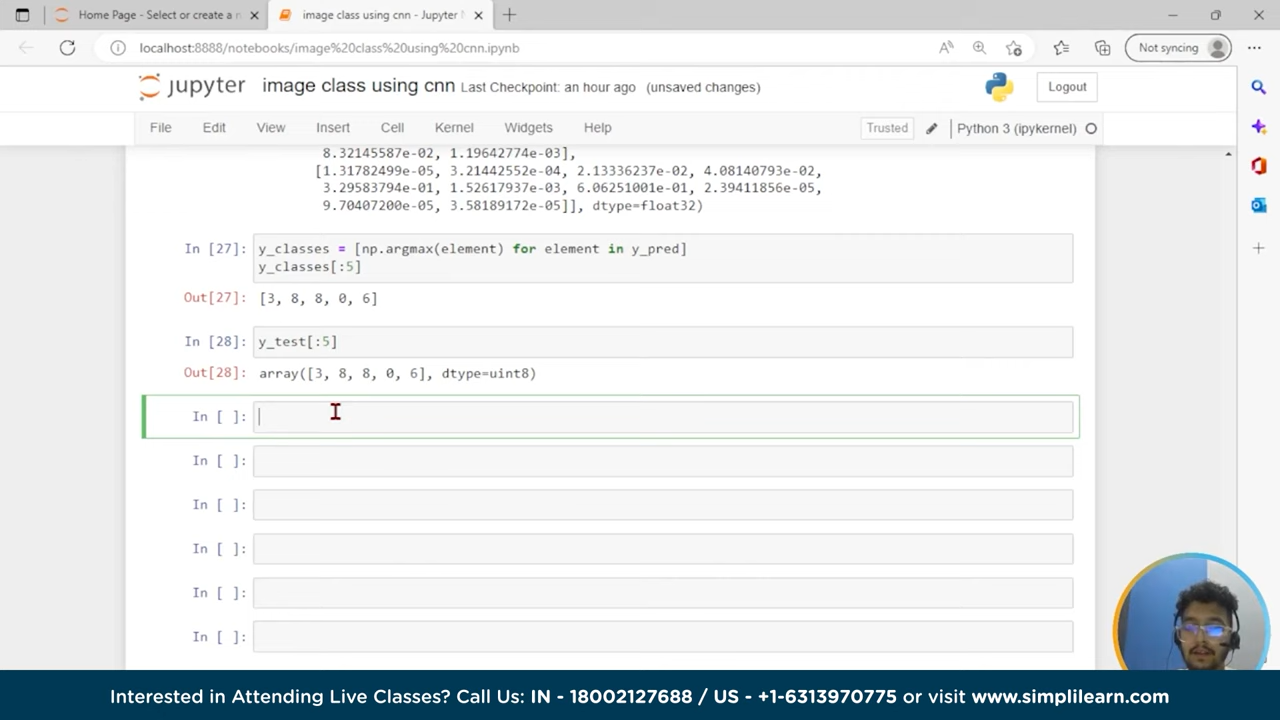 Home Page - Select or create a n
image class using cnn - Jupyter
localhost:8888/notebooks/image%20class%20using%20cnn.ipynb
Not syncing
jupyter image class using cnn Last Checkpoint: an hour ago (unsaved changes)
Logout
File Edit View Insert Cell Kernel Widgets Help
Trusted
Python 3 (ipykernel)
8.32145587e-02, 1.19642774e-03],
[1.31782499e-05, 3.21442552e-04, 2.13336237e-02, 4.08140793e-02,
3.29583794e-01, 1.52617937e-03, 6.06251001e-01, 2.39411856e-05,
9.70407200e-05, 3.58189172e-05]], dtype=float32)
In [27]: y_classes = [np.argmax(element) for element in y_pred]
y_classes[:5]
Out[27]: [3, 8, 8, 0, 6]
In [28]: y_test[:5]
Out[28]: array([3, 8, 8, 0, 6], dtype=uint8)
In [ ]:
In [ ]:
In [ ]:
In [ ]:
In [ ]:
In [ ]:
Interested in Attending Live Classes? Call Us: IN - 18002127688 / US - +1-6313970775 or visit www.simplilearn.com